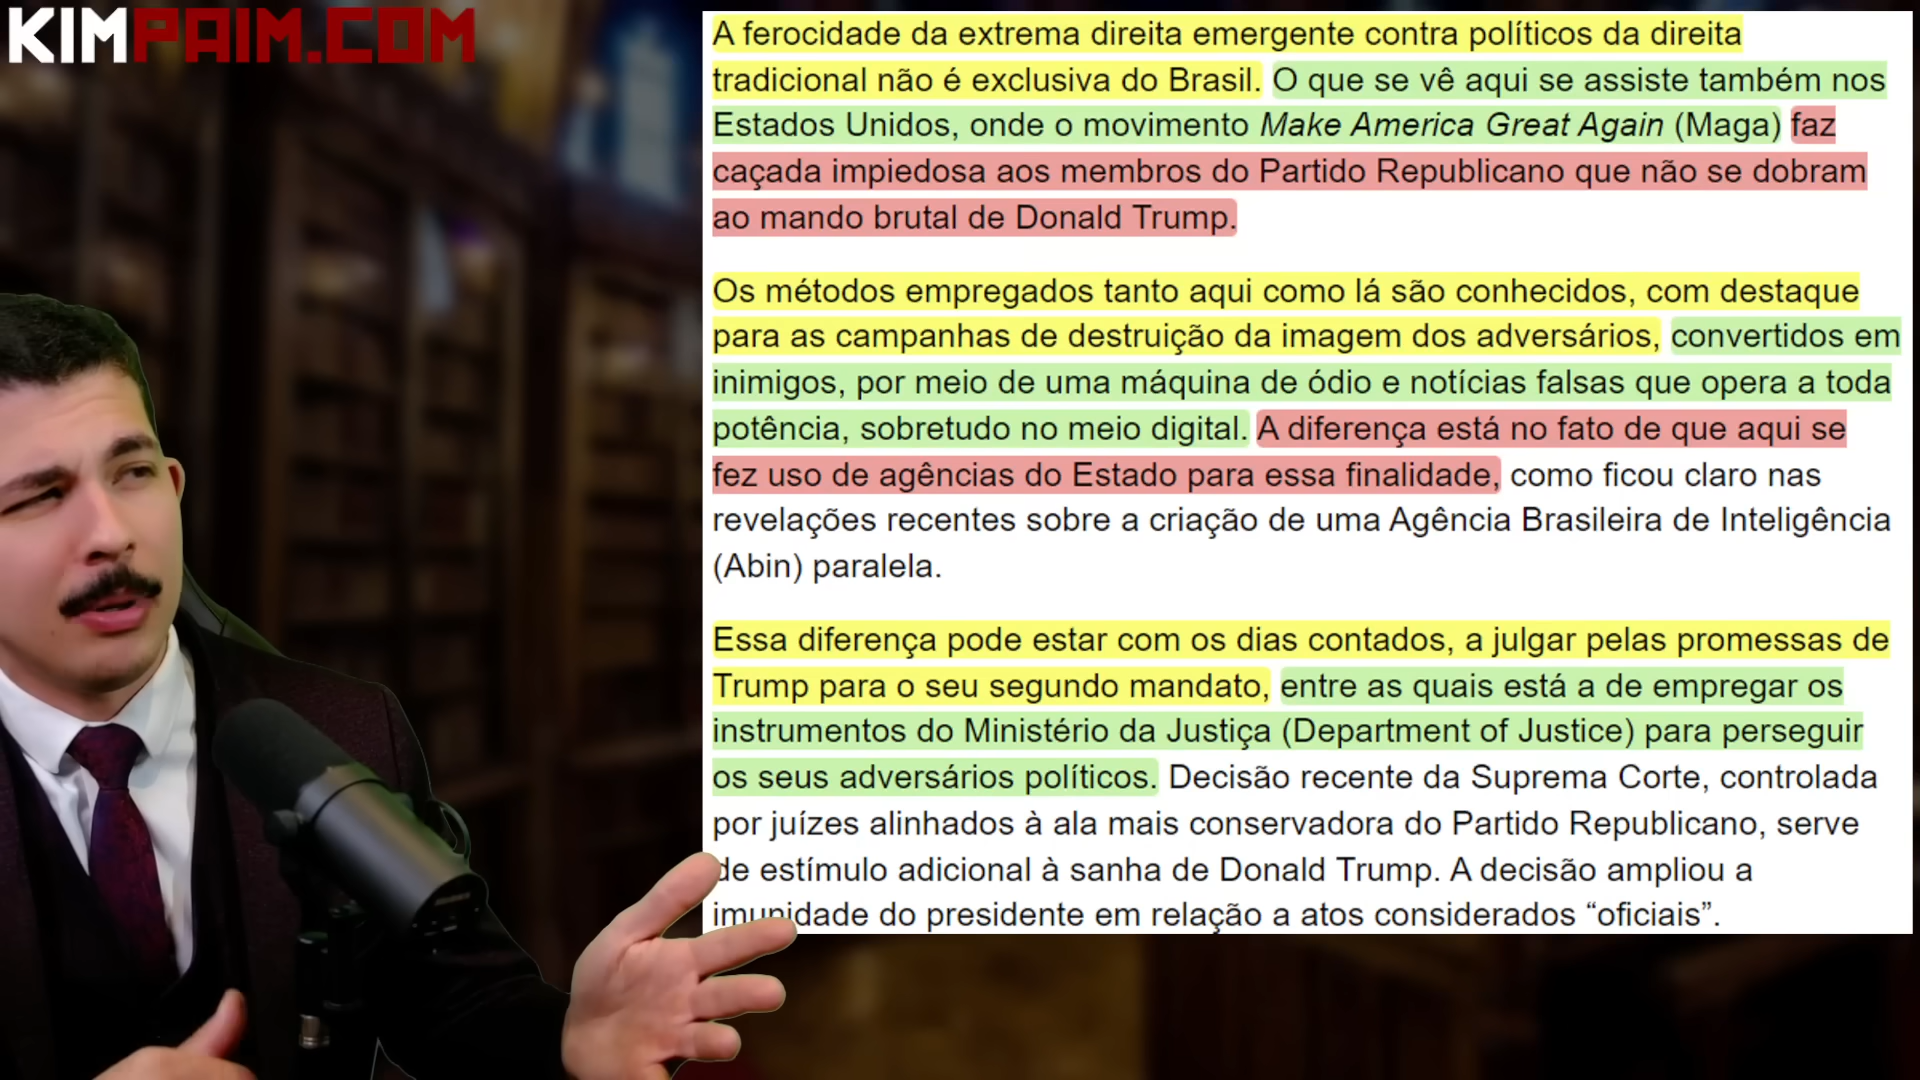 KIMPAIM.COM
A ferocidade da extrema direita emergente contra políticos da direita
tradicional não é exclusiva do Brasil. O que se vê aqui se assiste também nos
Estados Unidos, onde o movimento Make America Great Again (Maga) faz
caçada impiedosa aos membros do Partido Republicano que não se dobram
ao mando brutal de Donald Trump.
Os métodos empregados tanto aqui como lá são conhecidos, com destaque
para as campanhas de destruição da imagem dos adversários, convertidos em
inimigos, por meio de uma máquina de ódio e notícias falsas que opera a toda
potência, sobretudo no meio digital. A diferença está no fato de que aqui se
fez uso de agências do Estado para essa finalidade, como ficou claro nas
revelações recentes sobre a criação de uma Agência Brasileira de Inteligência
(Abin) paralela.
Essa diferença pode estar com os dias contados, a julgar pelas promessas de
Trump para o seu segundo mandato, entre as quais está a de empregar os
instrumentos do Ministério da Justiça (Department of Justice) para perseguir
os seus adversários políticos. Decisão recente da Suprema Corte, controlada
por juízes alinhados à ala mais conservadora do Partido Republicano, serve
de estímulo adicional à sanha de Donald Trump. A decisão ampliou a
imunidade do presidente em relação a atos considerados “oficiais”.